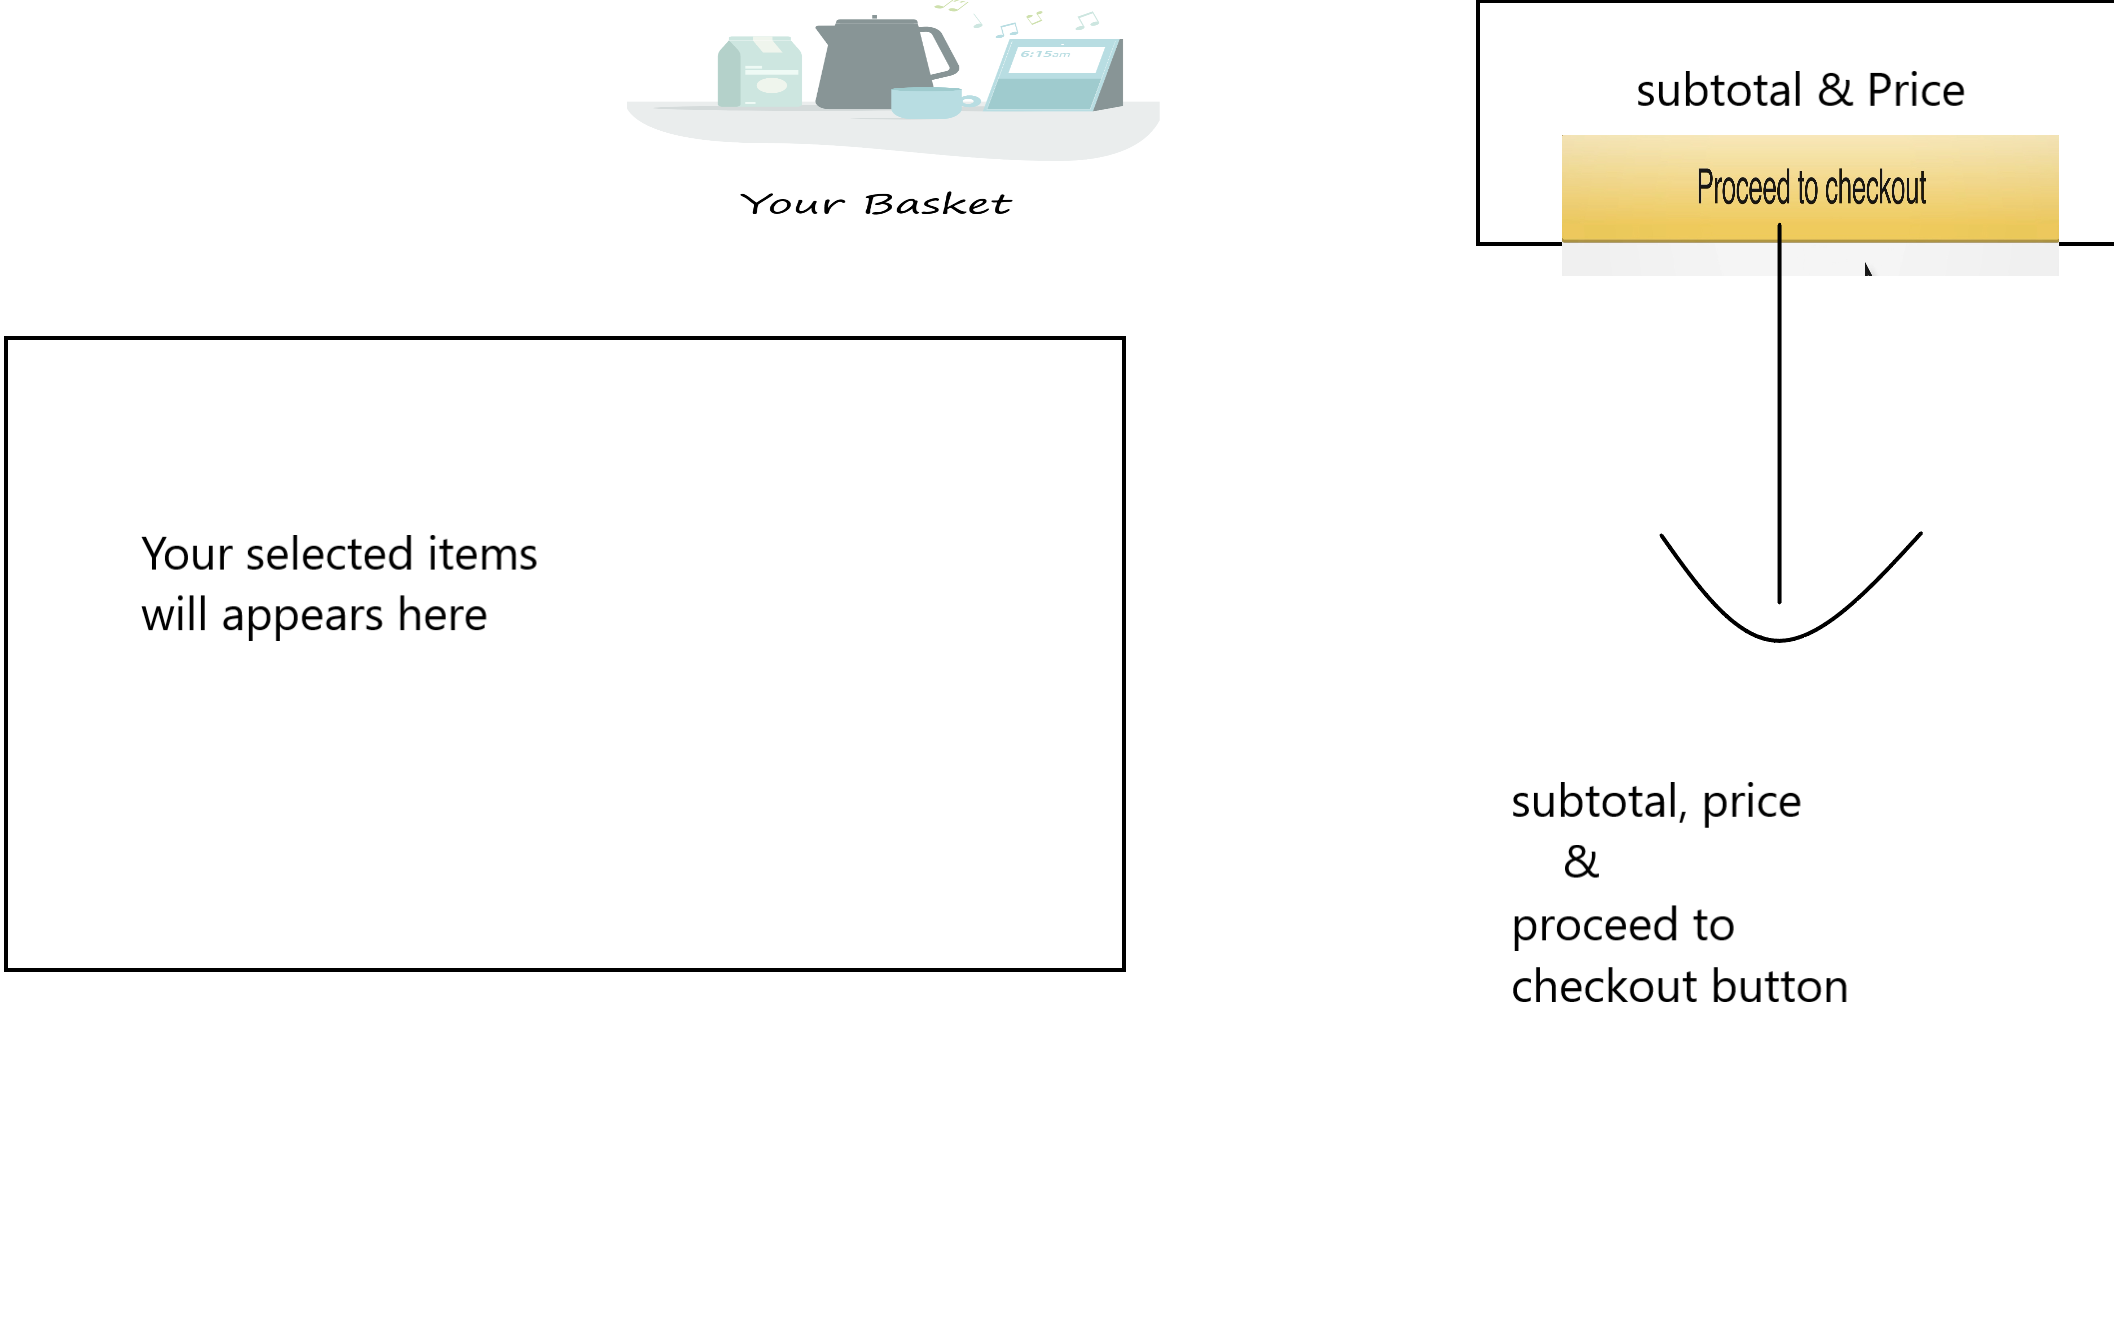 6:15am
Your Basket
subtotal & Price
Proceed to checkout
Your selected items
will appears here
subtotal, price
&
proceed to
checkout button